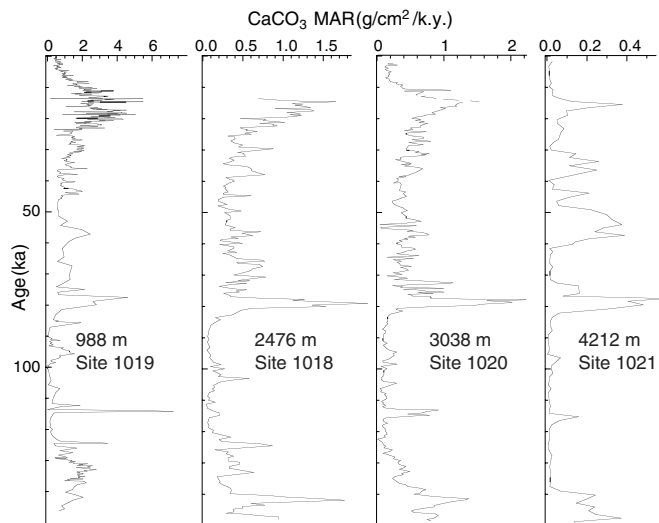 CaCO₃ MAR(g/cm²/k.y.)
0 2 4 6 0.0 0.5 1.0 1.5 0 1 2 0.0 0.2 0.4
50
Age(ka)
988 m 2476 m 3038 m 4212 m
100 Site 1019 Site 1018 Site 1020 Site 1021